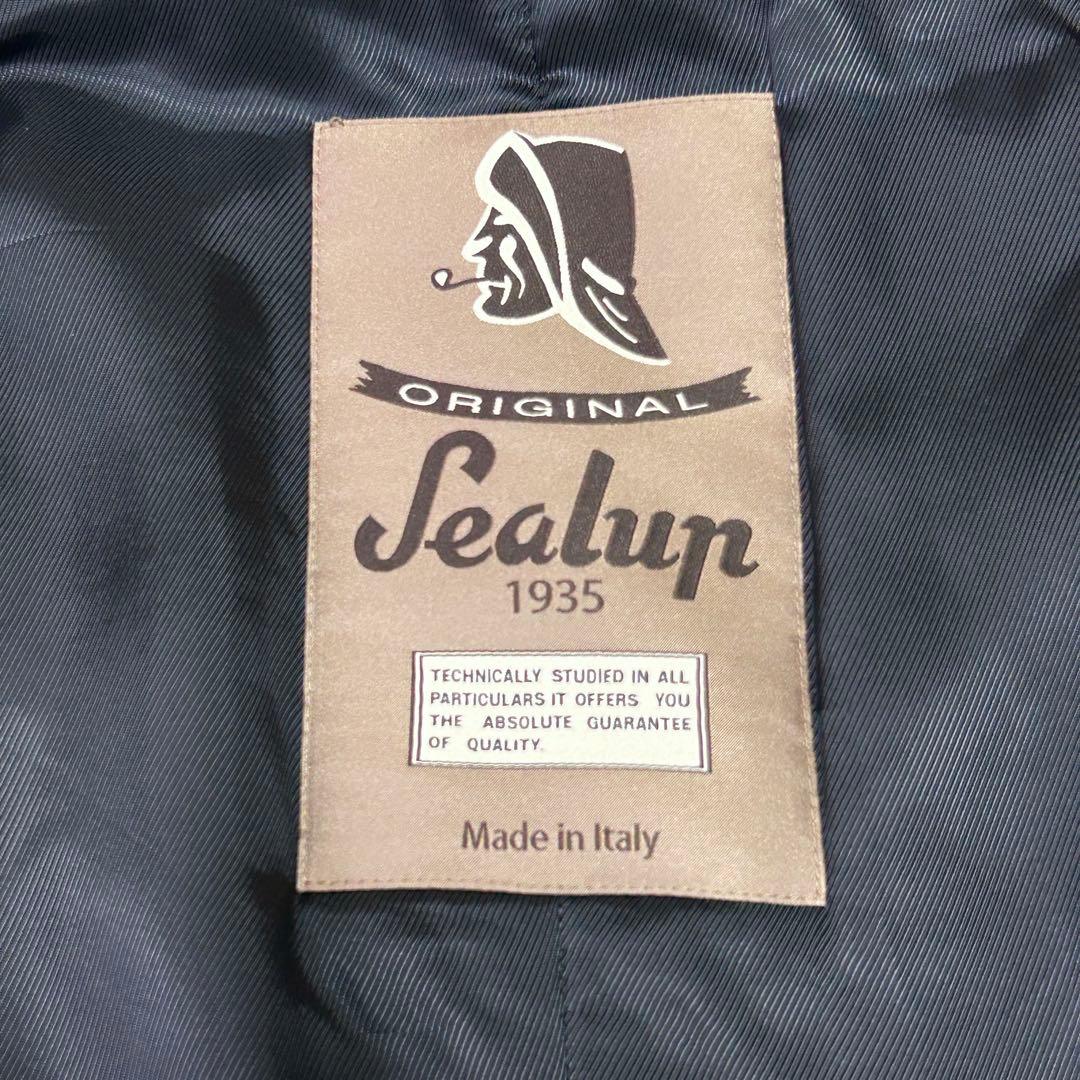 ORIGINAL
Sealup
1935
TECHNICALLY STUDIED IN ALL
PARTICULARS IT OFFERS YOU
THE ABSOLUTE GUARANTEE
OF QUALITY.
Made in Italy